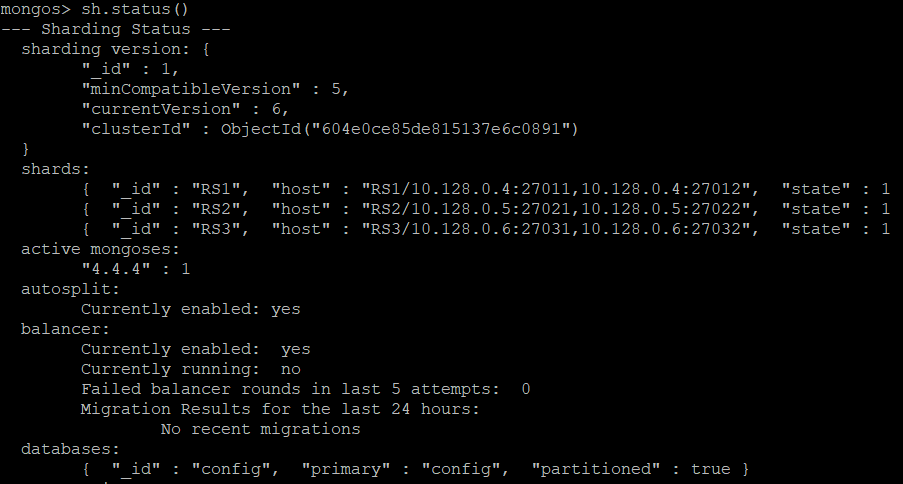 mongos> sh.status()
--- Sharding Status ---
  sharding version: {
        "_id" : 1,
        "minCompatibleVersion" : 5,
        "currentVersion" : 6,
        "clusterId" : ObjectId("604e0ce85de815137e6c0891")
  }
  shards:
        {  "_id" : "RS1",  "host" : "RS1/10.128.0.4:27011,10.128.0.4:27012",  "state" : 1
        {  "_id" : "RS2",  "host" : "RS2/10.128.0.5:27021,10.128.0.5:27022",  "state" : 1
        {  "_id" : "RS3",  "host" : "RS3/10.128.0.6:27031,10.128.0.6:27032",  "state" : 1
  active mongoses:
        "4.4.4" : 1
  autosplit:
        Currently enabled: yes
  balancer:
        Currently enabled:  yes
        Currently running:  no
        Failed balancer rounds in last 5 attempts:  0
        Migration Results for the last 24 hours:
                No recent migrations
  databases:
        {  "_id" : "config",  "primary" : "config",  "partitioned" : true }